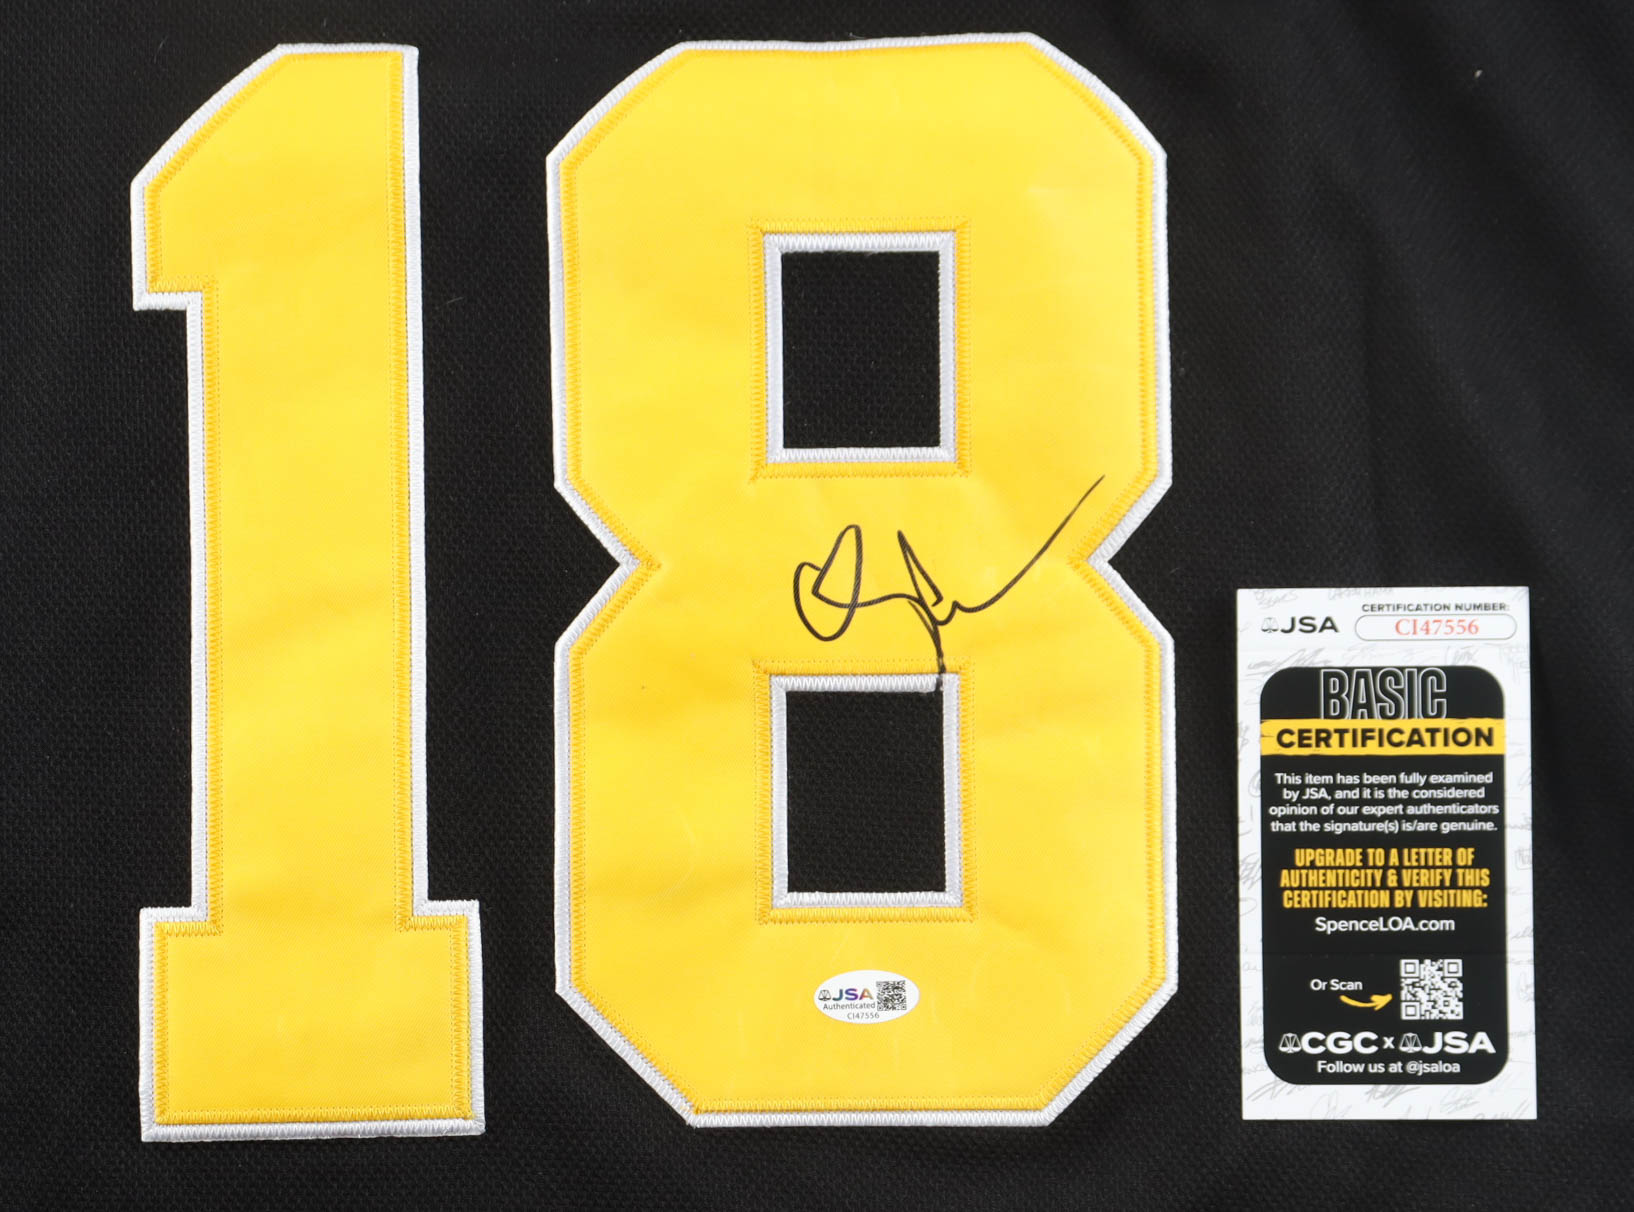 18
JSA
Authenticated
CI47556
JSA
CERTIFICATION NUMBER:
CI47556
BASIC
CERTIFICATION
This item has been fully examined
by JSA, and it is the considered
opinion of our expert authenticators
that the signature(s) is/are genuine.
UPGRADE TO A LETTER OF
AUTHENTICITY & VERIFY THIS
CERTIFICATION BY VISITING:
SpenceLOA.com
Or Scan
CGC x JSA
Follow us at @jsaloa